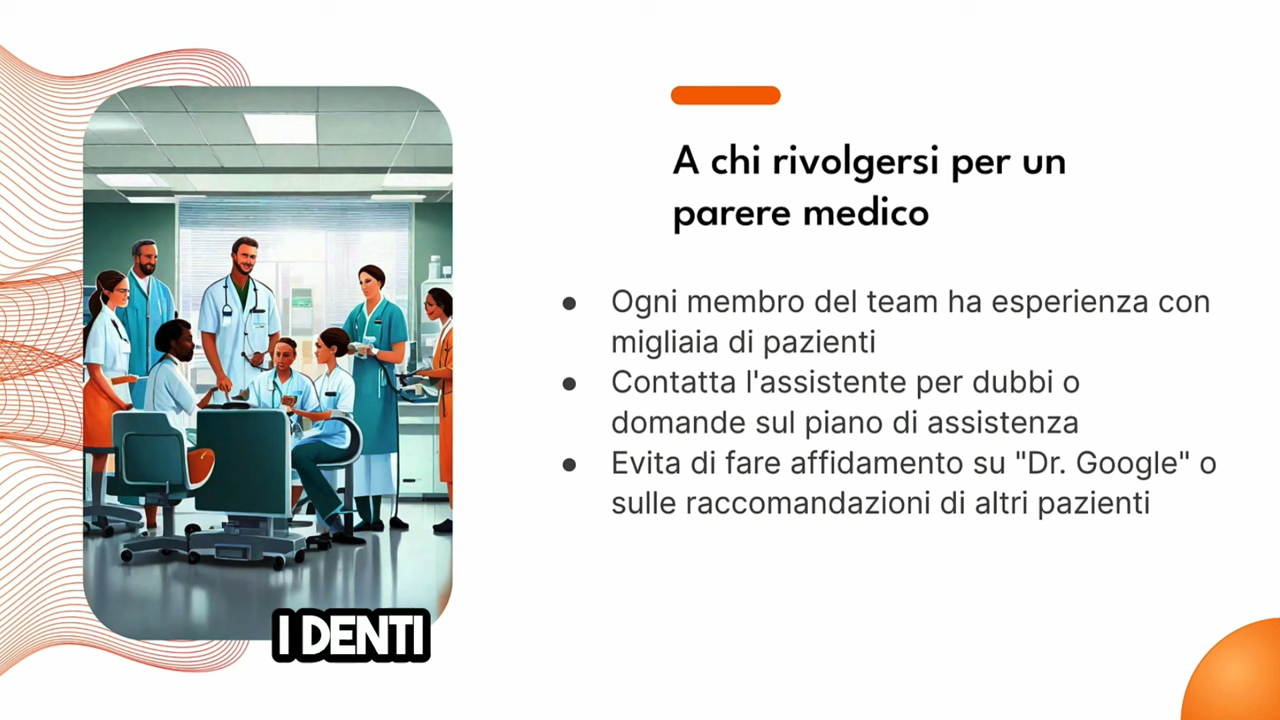 A chi rivolgersi per un
parere medico
● Ogni membro del team ha esperienza con
migliaia di pazienti
● Contatta l'assistente per dubbi o
domande sul piano di assistenza
● Evita di fare affidamento su "Dr. Google" o
sulle raccomandazioni di altri pazienti
I DENTI